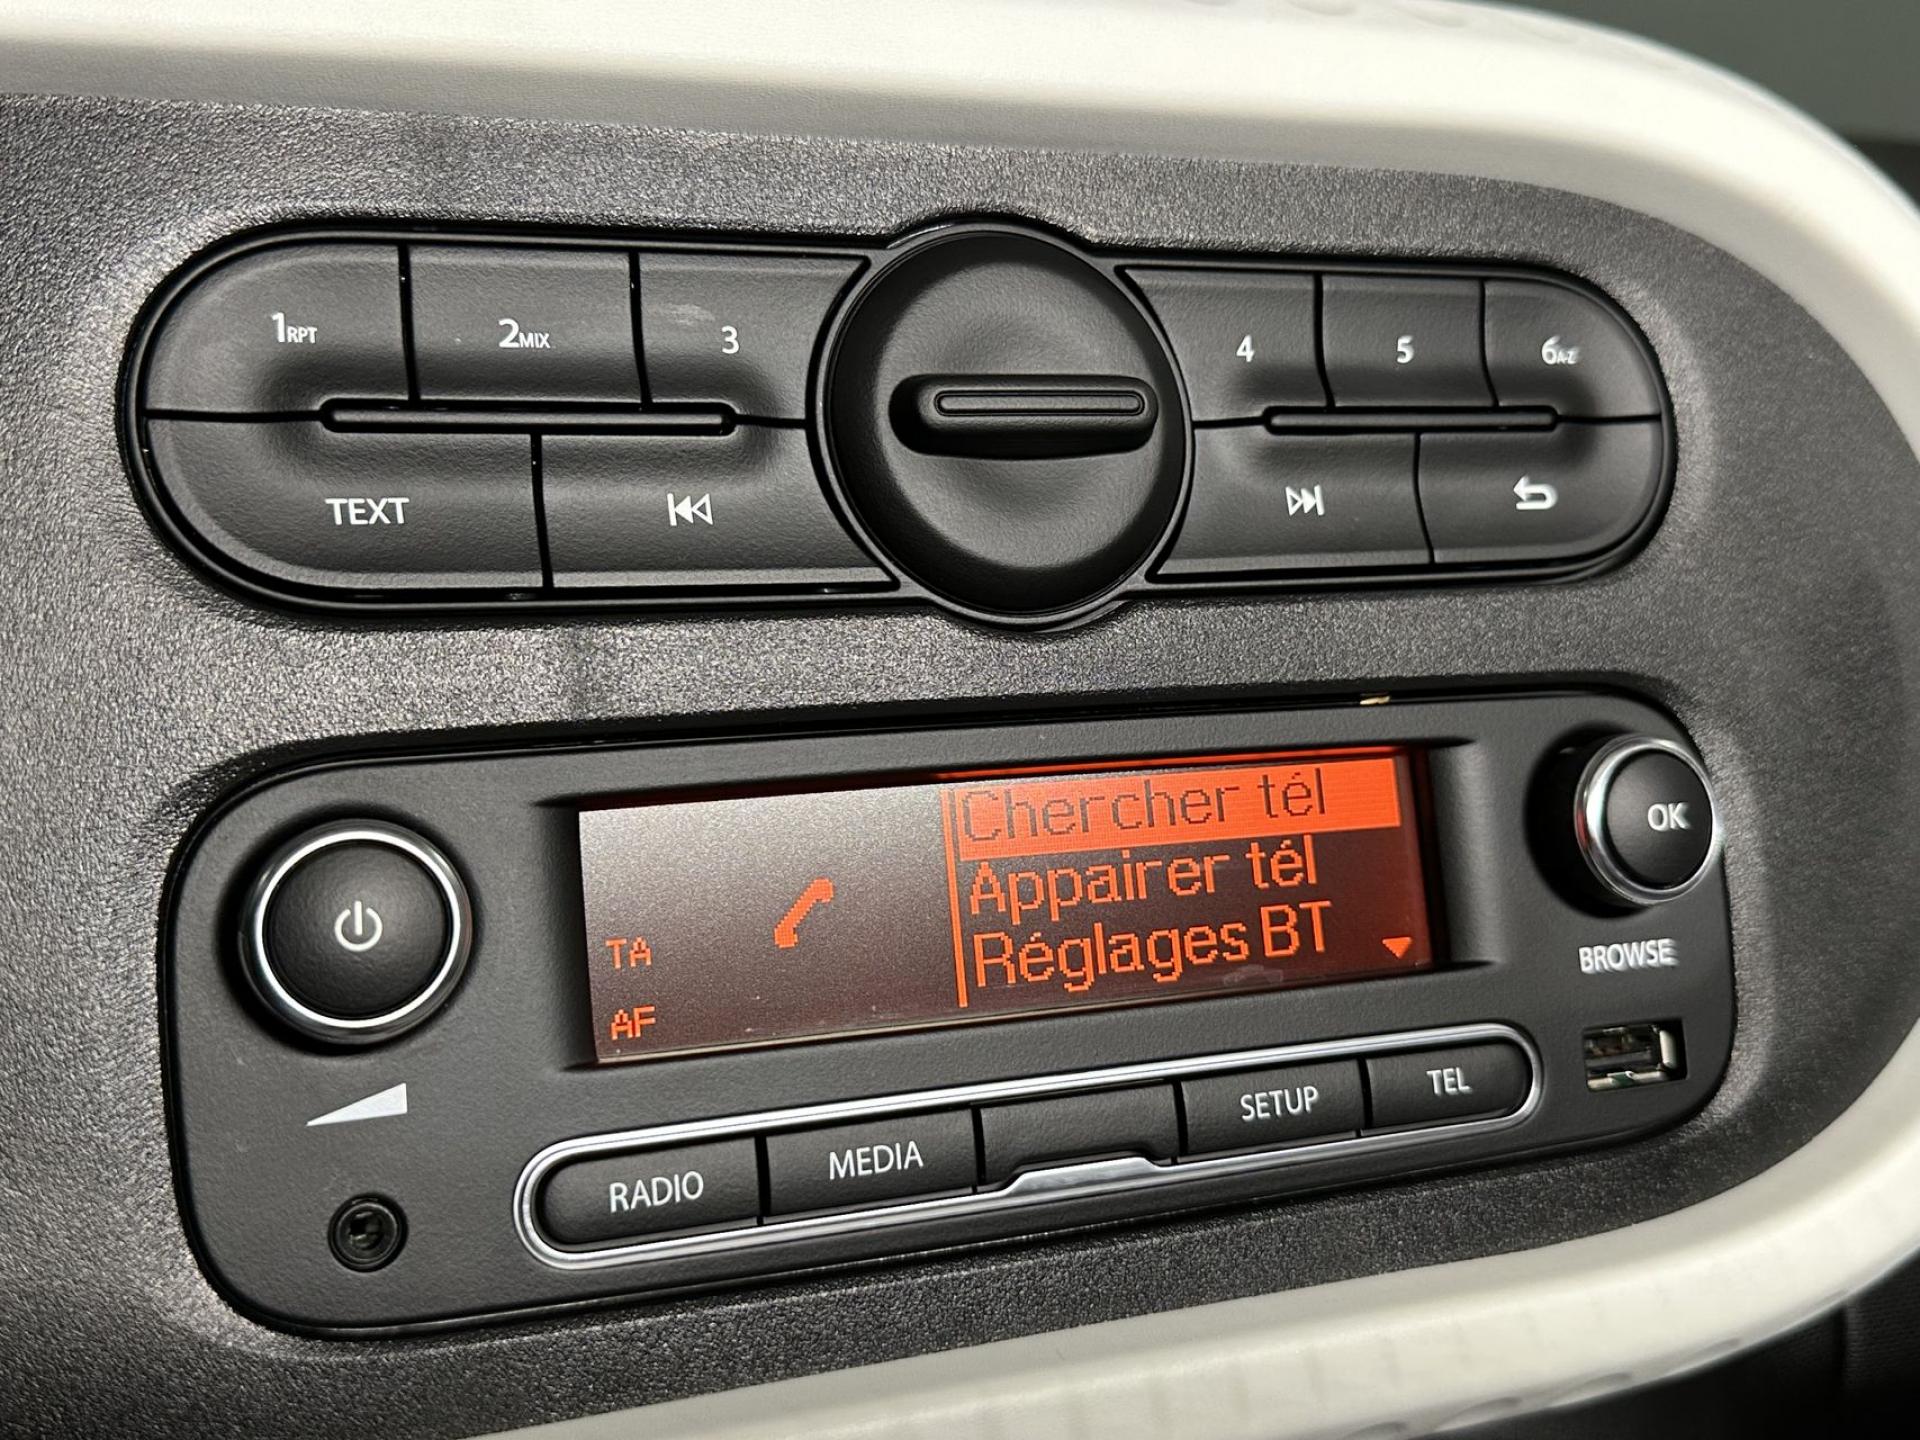 1RPT 2MIX 3 4 5 6A-Z
TEXT
OK
Chercher tél
Appairer tél
Réglages BT
TA
AF
BROWSE
RADIO MEDIA SETUP TEL